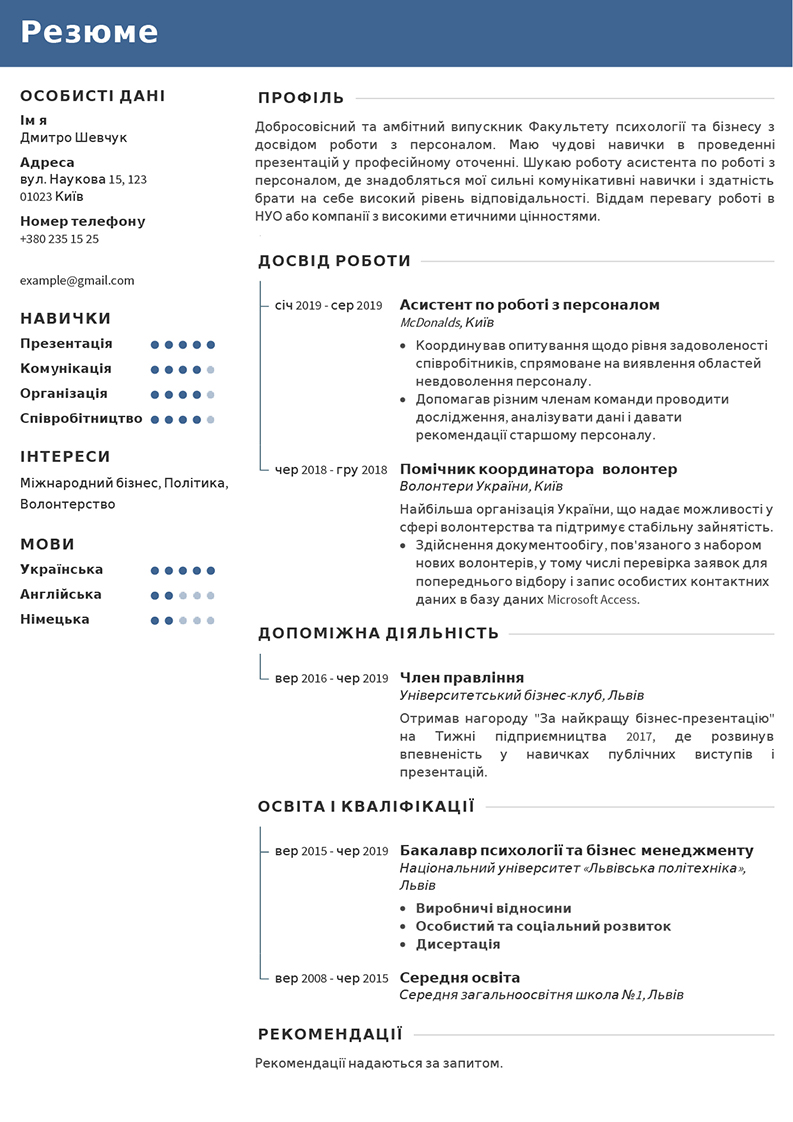 Резюме
ОСОБИСТІ ДАНІ
Ім я
Дмитро Шевчук
Адреса
вул. Наукова 15, 123
01023 Київ
Номер телефону
+380 235 15 25
example@gmail.com
НАВИЧКИ
Презентація
Комунікація
Організація
Співробітництво
ІНТЕРЕСИ
Міжнародний бізнес, Політика,
Волонтерство
МОВИ
Українська
Англійська
Німецька
ПРОФІЛЬ
Добросовісний та амбітний випускник Факультету психології та бізнесу з
досвідом роботи з персоналом. Маю чудові навички в проведенні
презентацій у професійному оточенні. Шукаю роботу асистента по роботі з
персоналом, де знадобляться мої сильні комунікативні навички і здатність
брати на себе високий рівень відповідальності. Віддам перевагу роботі в
НУО або компанії з високими етичними цінностями.
ДОСВІД РОБОТИ
січ 2019 - сер 2019 Асистент по роботі з персоналом
McDonalds, Київ
• Координував опитування щодо рівня задоволеності
співробітників, спрямоване на виявлення областей
невдоволення персоналу.
• Допомагав різним членам команди проводити
дослідження, аналізувати дані і давати
рекомендації старшому персоналу.
чер 2018 - гру 2018 Помічник координатора волонтер
Волонтери України, Київ
Найбільша організація України, що надає можливості у
сфері волонтерства та підтримує стабільну зайнятість.
• Здійснення документообігу, пов'язаного з набором
нових волонтерів, у тому числі перевірка заявок для
попереднього відбору і запис особистих контактних
даних в базу даних Microsoft Access.
ДОПОМІЖНА ДІЯЛЬНІСТЬ
вер 2016 - чер 2019 Член правління
Університетський бізнес-клуб, Львів
Отримав нагороду "За найкращу бізнес-презентацію"
на Тижні підприємництва 2017, де розвинув
впевненість у навичках публічних виступів і
презентацій.
ОСВІТА І КВАЛІФІКАЦІЇ
вер 2015 - чер 2019 Бакалавр психології та бізнес менеджменту
Національний університет «Львівська політехніка»,
Львів
• Виробничі відносини
• Особистий та соціальний розвиток
• Дисертація
вер 2008 - чер 2015 Середня освіта
Середня загальноосвітня школа №1, Львів
РЕКОМЕНДАЦІЇ
Рекомендації надаються за запитом.